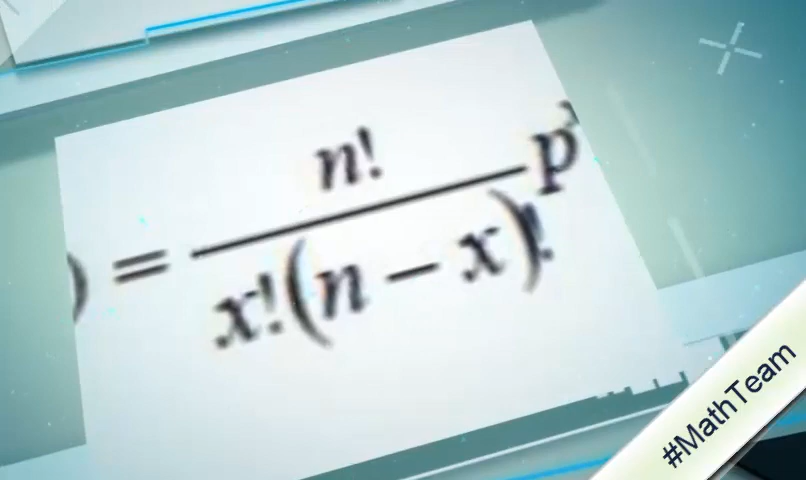 ) = n! / x!(n − x)! p^x
#MathTeam